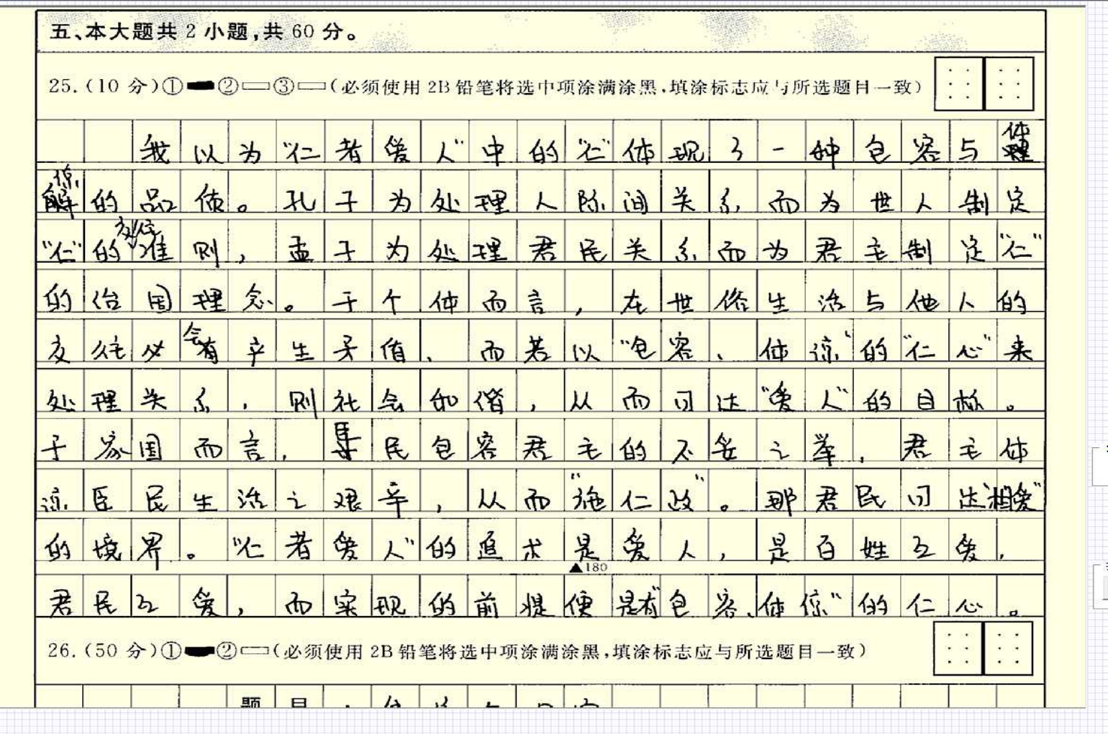 五、本大题共 2 小题,共 60 分。
25.(10 分)① ② ③ (必须使用 2B 铅笔将选中项涂满涂黑,填涂标志应与所选题目一致)
我以为"仁者爱人"中的"仁"体现了一种包容与体
谅的品质。孔子为处理人际间关系而为世人制定
"仁"的交往准则,孟子为处理君民关系而为君主制定"仁"
的治国理念。于个体而言,在世俗生活与他人的
交往必会有产生矛盾,而若以"包容、体谅"的"仁心"来
处理关系,则社会和谐,从而可达"爱人"的目标。
于家国而言,民包容君主的不妥之举,君主体
谅臣民生活之艰辛,从而"施仁政"。那君民可达"相爱"
的境界。"仁者爱人"的追求是爱人,是百姓互爱,
▲180
君民互爱,而实现的前提便是有"包容、体谅"的仁心。
26.(50 分)① ② (必须使用 2B 铅笔将选中项涂满涂黑,填涂标志应与所选题目一致)
题目